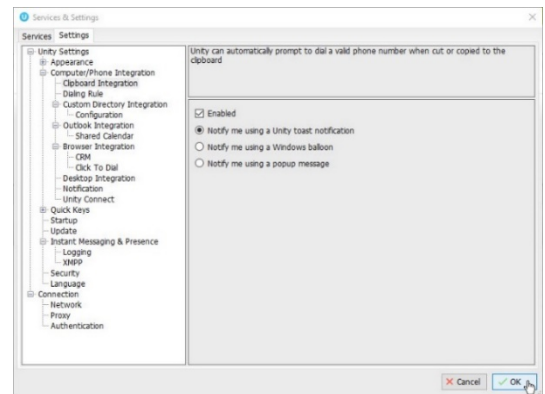 Services & Settings
Services Settings
Unity Settings
Appearance
Computer/Phone Integration
Clipboard Integration
Dialing Rule
Custom Directory Integration
Configuration
Outlook Integration
Shared Calendar
Browser Integration
CRM
Click To Dial
Desktop Integration
Notification
Unity Connect
Quick Keys
Startup
Update
Instant Messaging & Presence
Logging
XMPP
Security
Language
Connection
Network
Proxy
Authentication
Unity can automatically prompt to dial a valid phone number when cut or copied to the
clipboard
Enabled
Notify me using a Unity toast notification
Notify me using a Windows balloon
Notify me using a popup message
Cancel OK